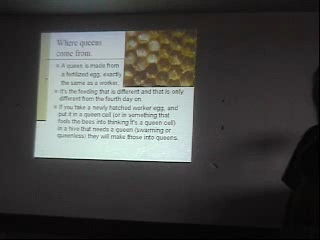 Where queens
come from.
A queen is made from
a fertilized egg, exactly
the same as a worker.
It's the feeding that is different and that is only
different from the fourth day on.
If you take a newly hatched worker egg, and
put it in a queen cell (or in something that
fools the bees into thinking it's a queen cell)
in a hive that needs a queen (swarming or
queenless) they will make those into queens.